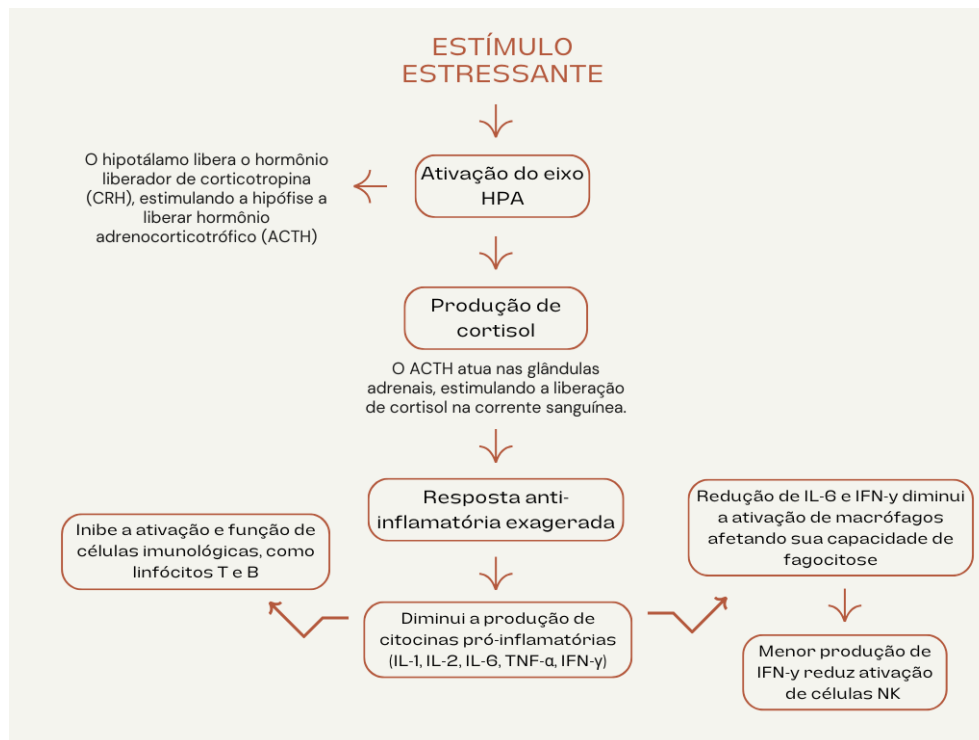 ESTÍMULO
ESTRESSANTE
Ativação do eixo
HPA
O hipotálamo libera o hormônio
liberador de corticotropina
(CRH), estimulando a hipófise a
liberar hormônio
adrenocorticotrófico (ACTH)
Produção de
cortisol
O ACTH atua nas glândulas
adrenais, estimulando a liberação
de cortisol na corrente sanguínea.
Resposta anti-
inflamatória exagerada
Diminui a produção de
citocinas pró-inflamatórias
(IL-1, IL-2, IL-6, TNF-α, IFN-γ)
Inibe a ativação e função de
células imunológicas, como
linfócitos T e B
Redução de IL-6 e IFN-y diminui
a ativação de macrófagos
afetando sua capacidade de
fagocitose
Menor produção de
IFN-y reduz ativação
de células NK